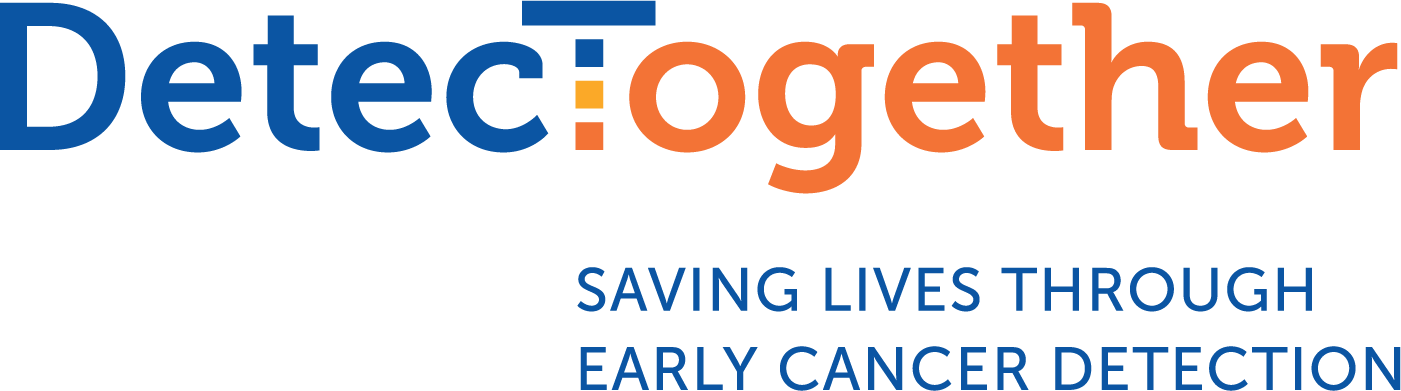 DetecTogether
SAVING LIVES THROUGH
EARLY CANCER DETECTION